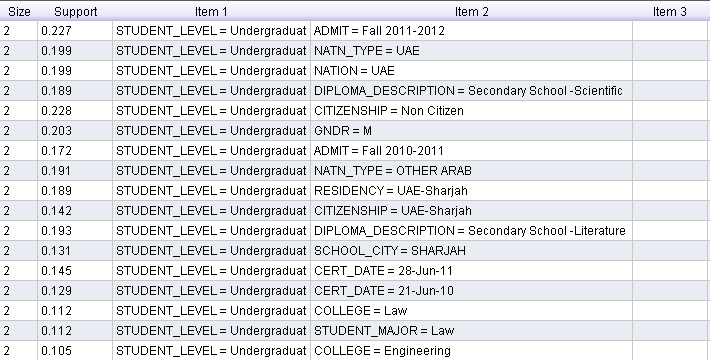 Size Support Item 1 Item 2 Item 3
2 0.227 STUDENT_LEVEL = Undergraduat ADMIT = Fall 2011-2012
2 0.199 STUDENT_LEVEL = Undergraduat NATN_TYPE = UAE
2 0.199 STUDENT_LEVEL = Undergraduat NATION = UAE
2 0.189 STUDENT_LEVEL = Undergraduat DIPLOMA_DESCRIPTION = Secondary School -Scientific
2 0.228 STUDENT_LEVEL = Undergraduat CITIZENSHIP = Non Citizen
2 0.203 STUDENT_LEVEL = Undergraduat GNDR = M
2 0.172 STUDENT_LEVEL = Undergraduat ADMIT = Fall 2010-2011
2 0.191 STUDENT_LEVEL = Undergraduat NATN_TYPE = OTHER ARAB
2 0.189 STUDENT_LEVEL = Undergraduat RESIDENCY = UAE-Sharjah
2 0.142 STUDENT_LEVEL = Undergraduat CITIZENSHIP = UAE-Sharjah
2 0.193 STUDENT_LEVEL = Undergraduat DIPLOMA_DESCRIPTION = Secondary School -Literature
2 0.131 STUDENT_LEVEL = Undergraduat SCHOOL_CITY = SHARJAH
2 0.145 STUDENT_LEVEL = Undergraduat CERT_DATE = 28-Jun-11
2 0.129 STUDENT_LEVEL = Undergraduat CERT_DATE = 21-Jun-10
2 0.112 STUDENT_LEVEL = Undergraduat COLLEGE = Law
2 0.112 STUDENT_LEVEL = Undergraduat STUDENT_MAJOR = Law
2 0.105 STUDENT_LEVEL = Undergraduat COLLEGE = Engineering